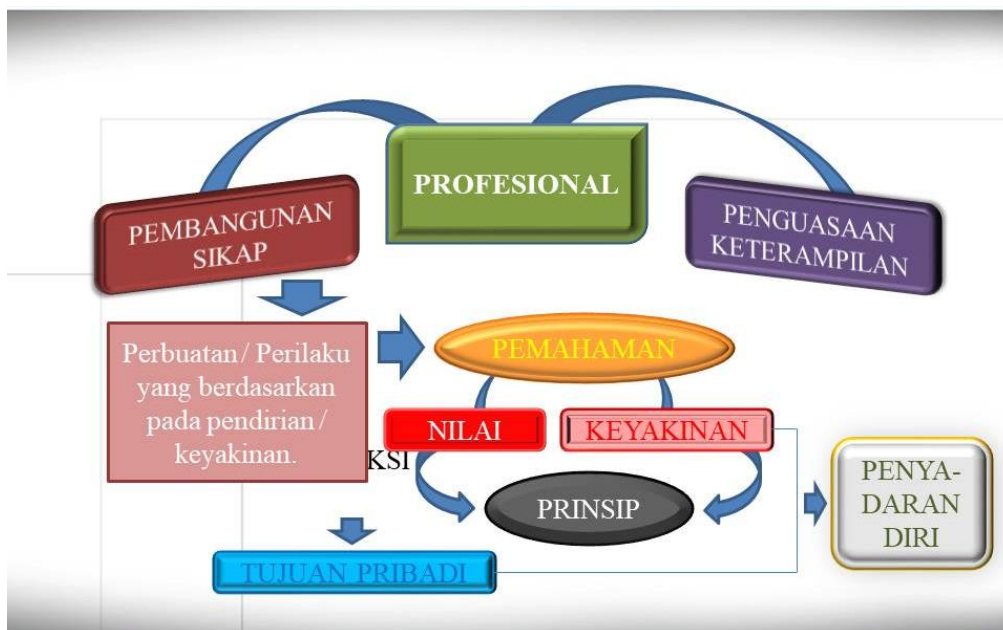 PROFESIONAL
PEMBANGUNAN
SIKAP
PENGUASAAN
KETERAMPILAN
Perbuatan / Perilaku
yang berdasarkan
pada pendirian /
keyakinan.
PEMAHAMAN
NILAI
KEYAKINAN
KSI
PRINSIP
PENYA-
DARAN
DIRI
TUJUAN PRIBADI